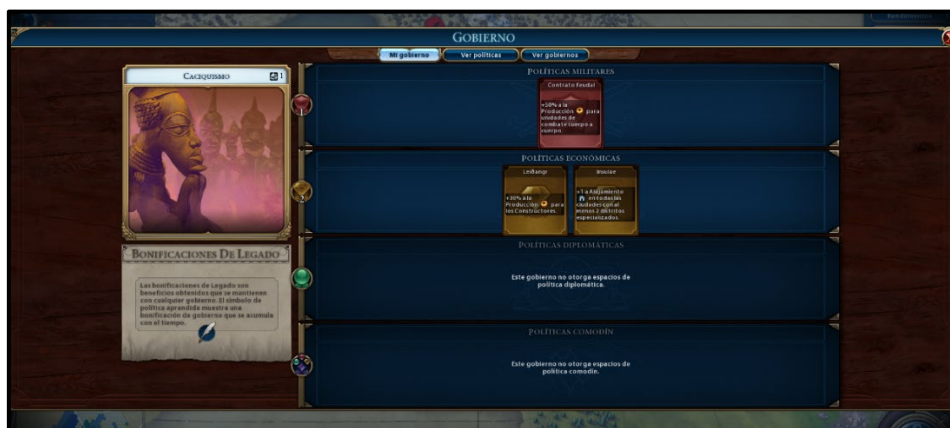 GOBIERNO
Mi gobierno
Ver políticas
Ver gobiernos
CACIQUISMO
1
POLÍTICAS MILITARES
1
Contrato feudal
+50% a la
Producción para
unidades de
combate cuerpo a
cuerpo.
POLÍTICAS ECONÓMICAS
2
+30% a la
Producción para
los Constructores.
Insulae
+1 a Alojamiento
en todas las
ciudades con al
menos 2 distritos
especializados.
BONIFICACIONES DE LEGADO
Las bonificaciones de Legado son
beneficios obtenidos que se mantienen
con cualquier gobierno. El símbolo de
política aprendida muestra una
bonificación de gobierno que se acumula
con el tiempo.
POLÍTICAS DIPLOMÁTICAS
Este gobierno no otorga espacios de
política diplomática.
POLÍTICAS COMODÍN
Este gobierno no otorga espacios de
política comodín.